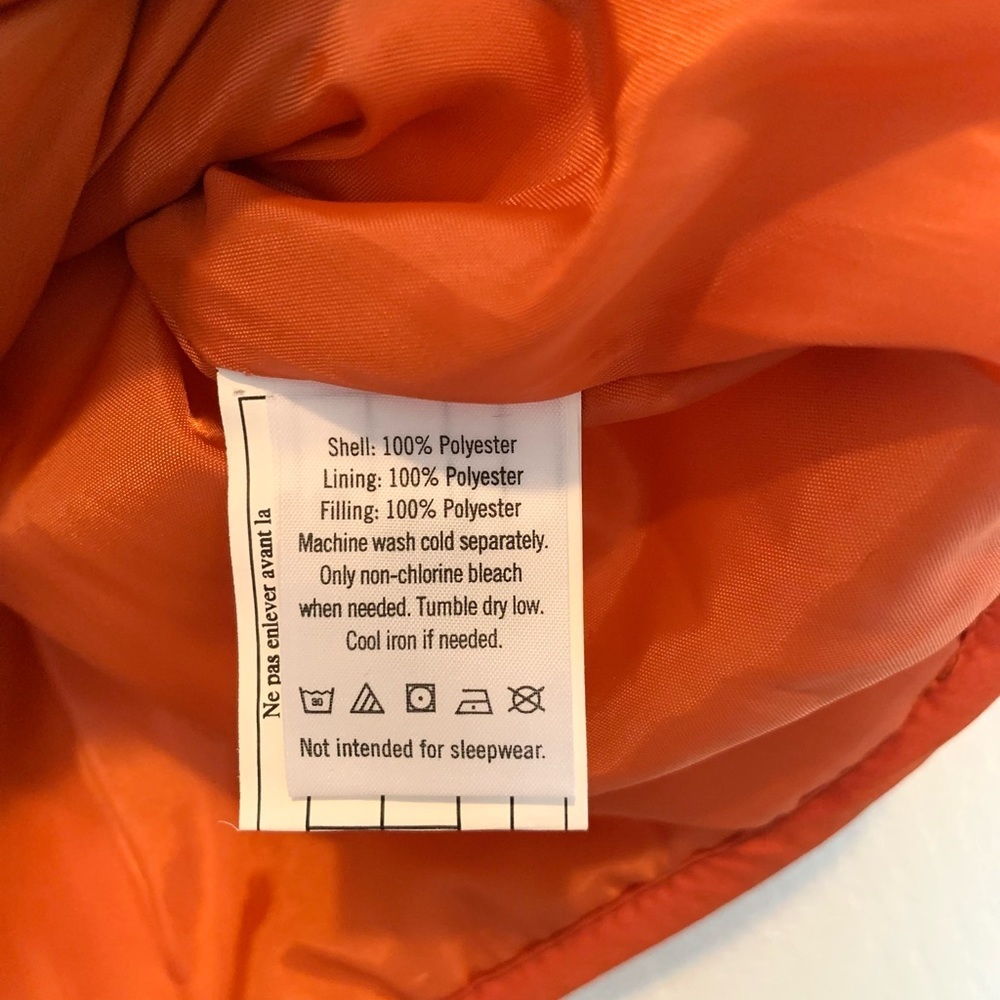 Shell: 100% Polyester
Lining: 100% Polyester
Filling: 100% Polyester
Machine wash cold separately.
Only non-chlorine bleach
when needed. Tumble dry low.
Cool iron if needed.
30
Not intended for sleepwear.
Ne pas enlever avant la